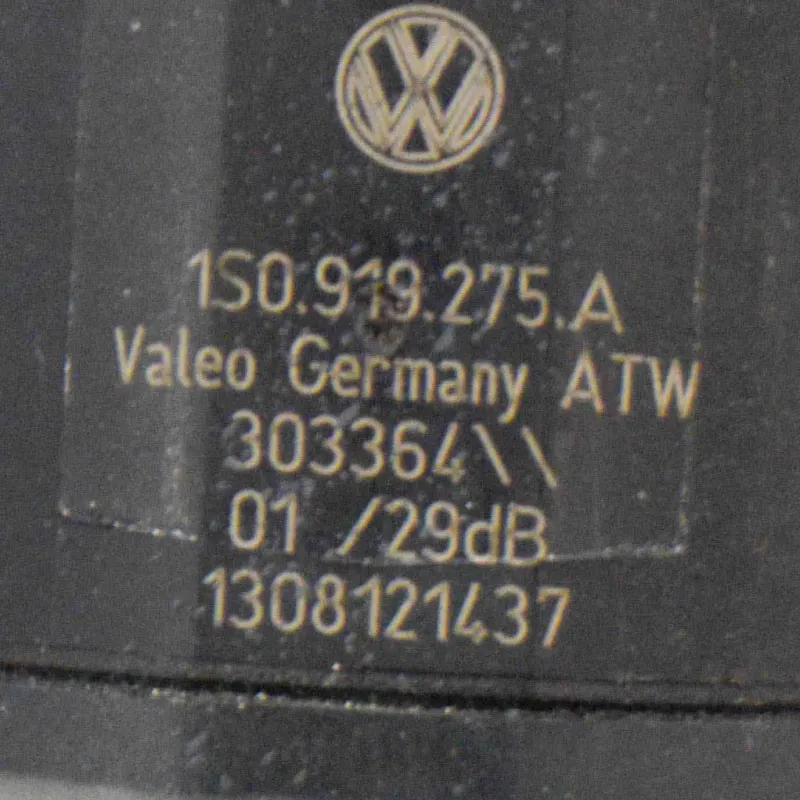 1S0.919.275.A
Valeo Germany ATW
303364\\
01 /29dB
1308121437